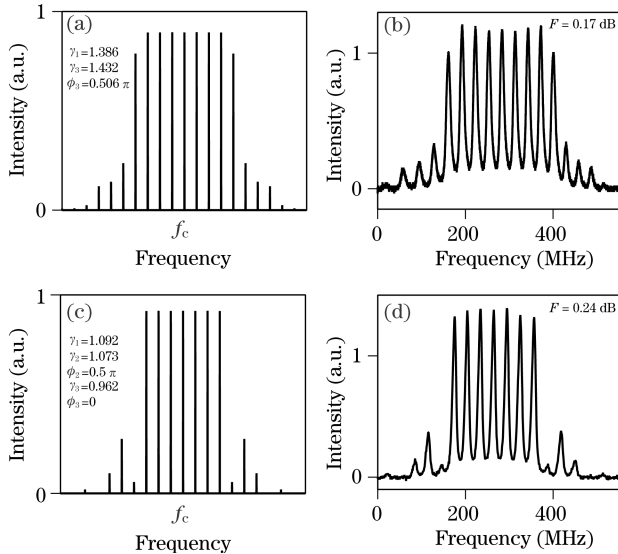 (a)
1
γ₁=1.386
γ₃=1.432
ϕ₃=0.506 π
Intensity (a.u.)
0
f_c
Frequency
(b)
F = 0.17 dB
1
Intensity (a.u.)
0
0 200 400
Frequency (MHz)
(c)
1
γ₁=1.092
γ₂=1.073
ϕ₂=0.5 π
γ₃=0.962
ϕ₃=0
Intensity (a.u.)
0
f_c
Frequency
(d)
F = 0.24 dB
1
Intensity (a.u.)
0
0 200 400
Frequency (MHz)